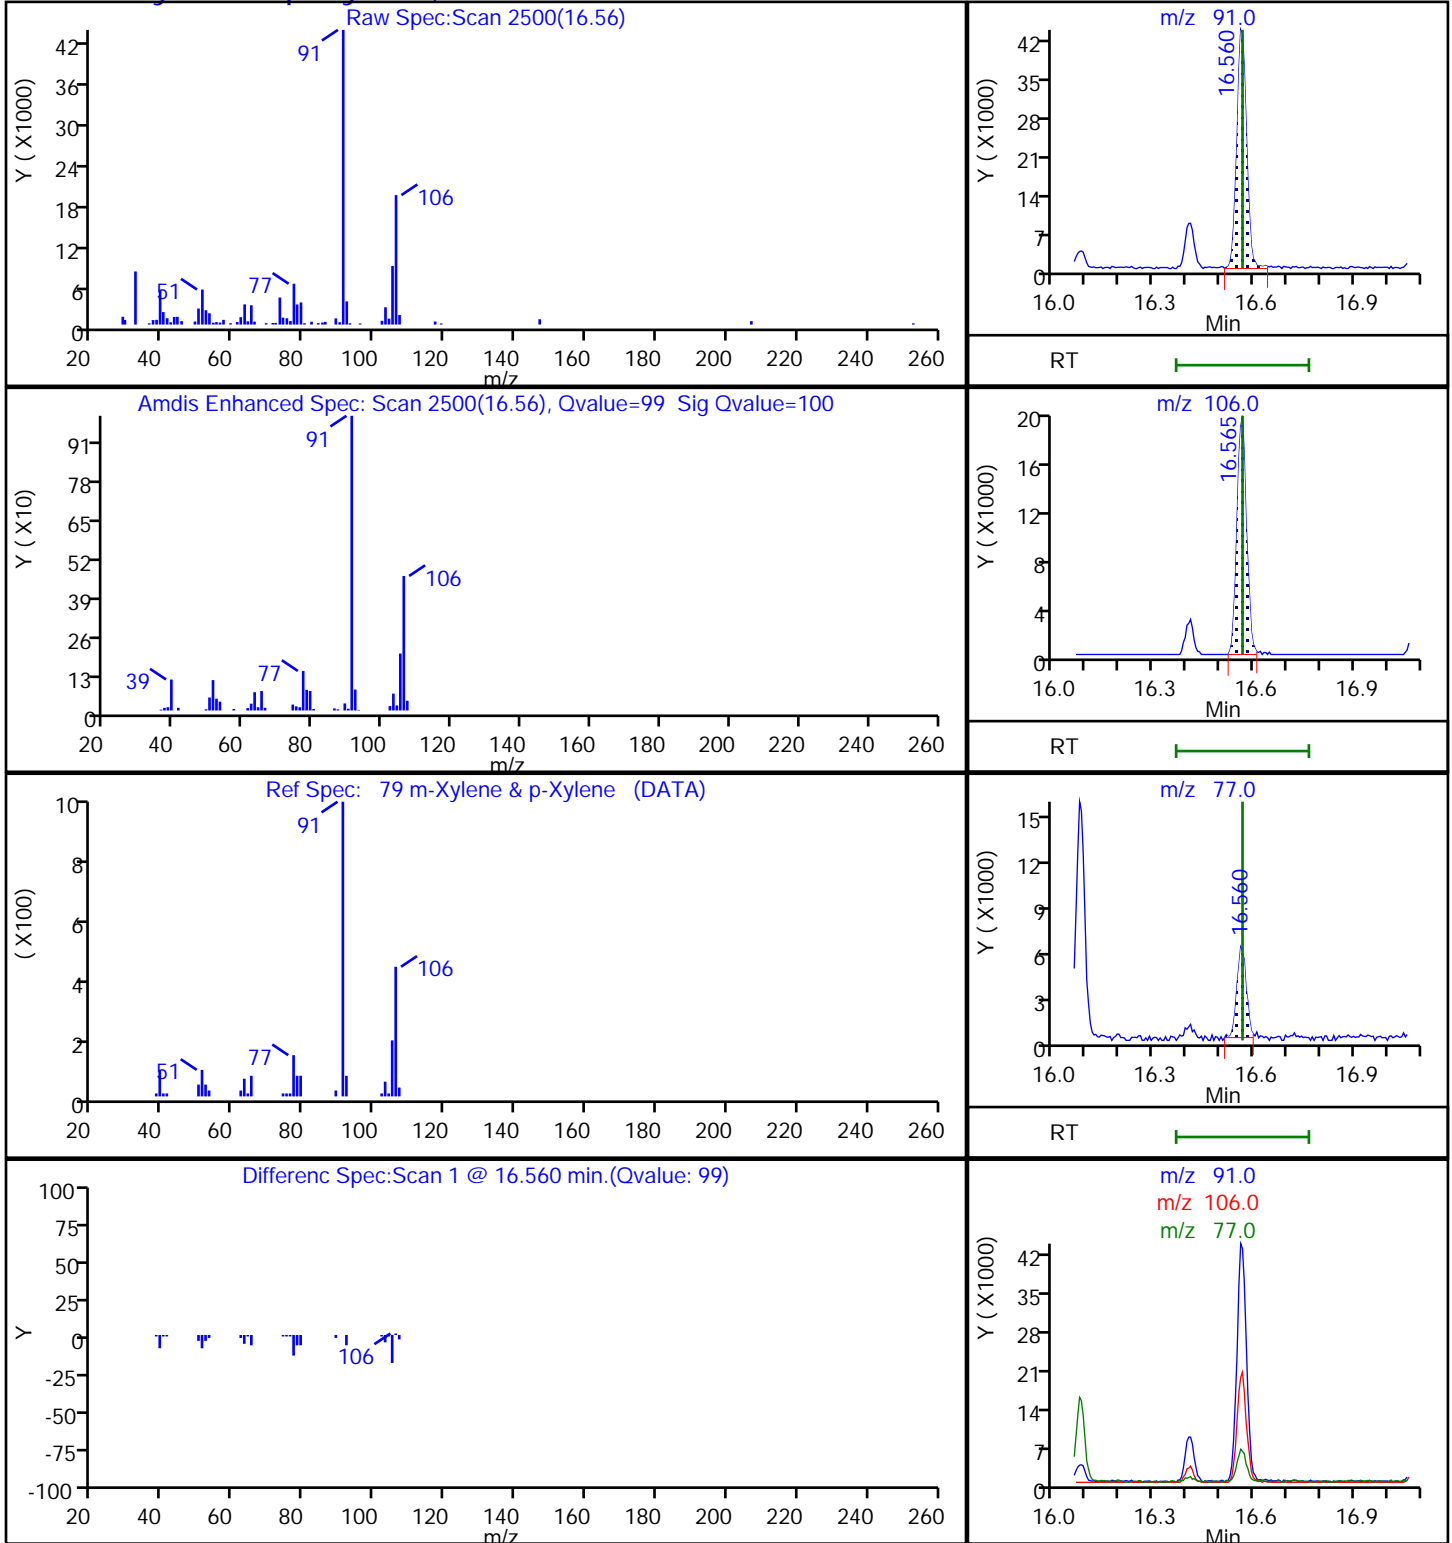 Raw Spec:Scan 2500(16.56)
Y ( X1000)
42
36
30
24
18
12
6
0
91
106
51
77
20 40 60 80 100 120 140 160 180 200 220 240 260
m/z
m/z 91.0
Y ( X1000)
42
35
28
21
14
7
0
16.560
16.0 16.3 16.6 16.9
Min
RT
Amdis Enhanced Spec: Scan 2500(16.56), Qvalue=99 Sig Qvalue=100
Y ( X10)
91
78
65
52
39
26
13
0
91
106
39
77
20 40 60 80 100 120 140 160 180 200 220 240 260
m/z
m/z 106.0
Y ( X1000)
20
16
12
8
4
0
16.565
16.0 16.3 16.6 16.9
Min
RT
Ref Spec: 79 m-Xylene & p-Xylene (DATA)
( X100)
10
8
6
4
2
0
91
106
51
77
20 40 60 80 100 120 140 160 180 200 220 240 260
m/z 77.0
Y ( X1000)
15
12
9
6
3
0
16.560
16.0 16.3 16.6 16.9
Min
RT
Differenc Spec:Scan 1 @ 16.560 min.(Qvalue: 99)
Y
100
75
50
25
0
-25
-50
-75
-100
106
20 40 60 80 100 120 140 160 180 200 220 240 260
m/z
m/z 91.0
m/z 106.0
m/z 77.0
Y ( X1000)
42
35
28
21
14
7
0
16.0 16.3 16.6 16.9
Min